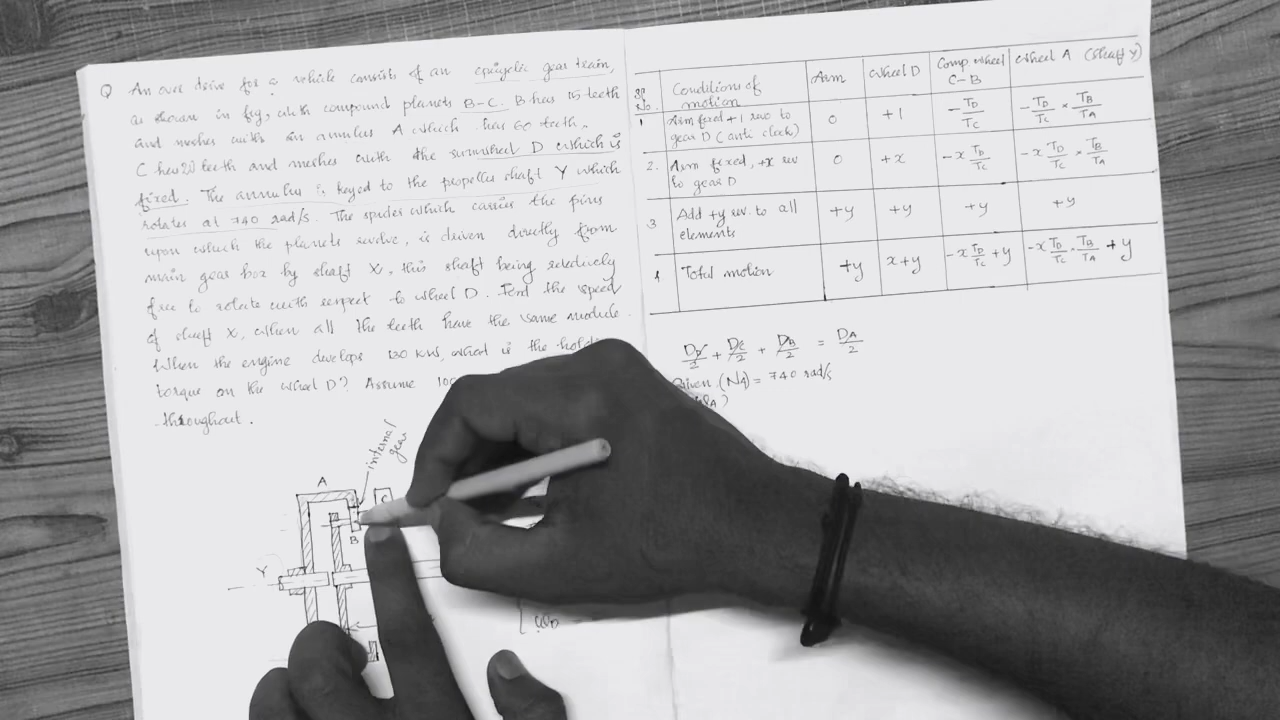 Q An over drive for a vehicle consists of an epicyclic gear train,
as shown in fig, with compound planets B-C. B has 15 teeth
and meshes with an annulus A which has 60 teeth.
C has 20 teeth and meshes with the sunwheel D which is
fixed. The annulus is keyed to the propeller shaft Y which
rotates at 740 rad/s. The spider which carries the pins
upon which the planets revolve, is driven directly from
main gear box by shaft X, this shaft being relatively
free to rotate with respect to wheel D. Find the speed
of shaft X, when all the teeth have the same module.
When the engine develops 130 KW, what is the
torque on the wheel D? Assume
throughout.
internal
gear
A
C
B
Y
Sr No. Conditions of motion Arm Wheel D Comp. wheel C-B Wheel A (shaft Y)
1 Arm fixed +1 rev to gear D (anti clock) 0 +1 -TD/TC -TD/TC × TB/TA
2. Arm fixed, +x rev to gear D 0 +x -x TD/TC -x TD/TC × TB/TA
3 Add +y rev. to all elements +y +y +y +y
4 Total motion +y x+y -x TD/TC +y -x TD/TC × TB/TA + y
DD/2 + DC/2 + DB/2 = DA/2
Given (NA) = 740 rad/s